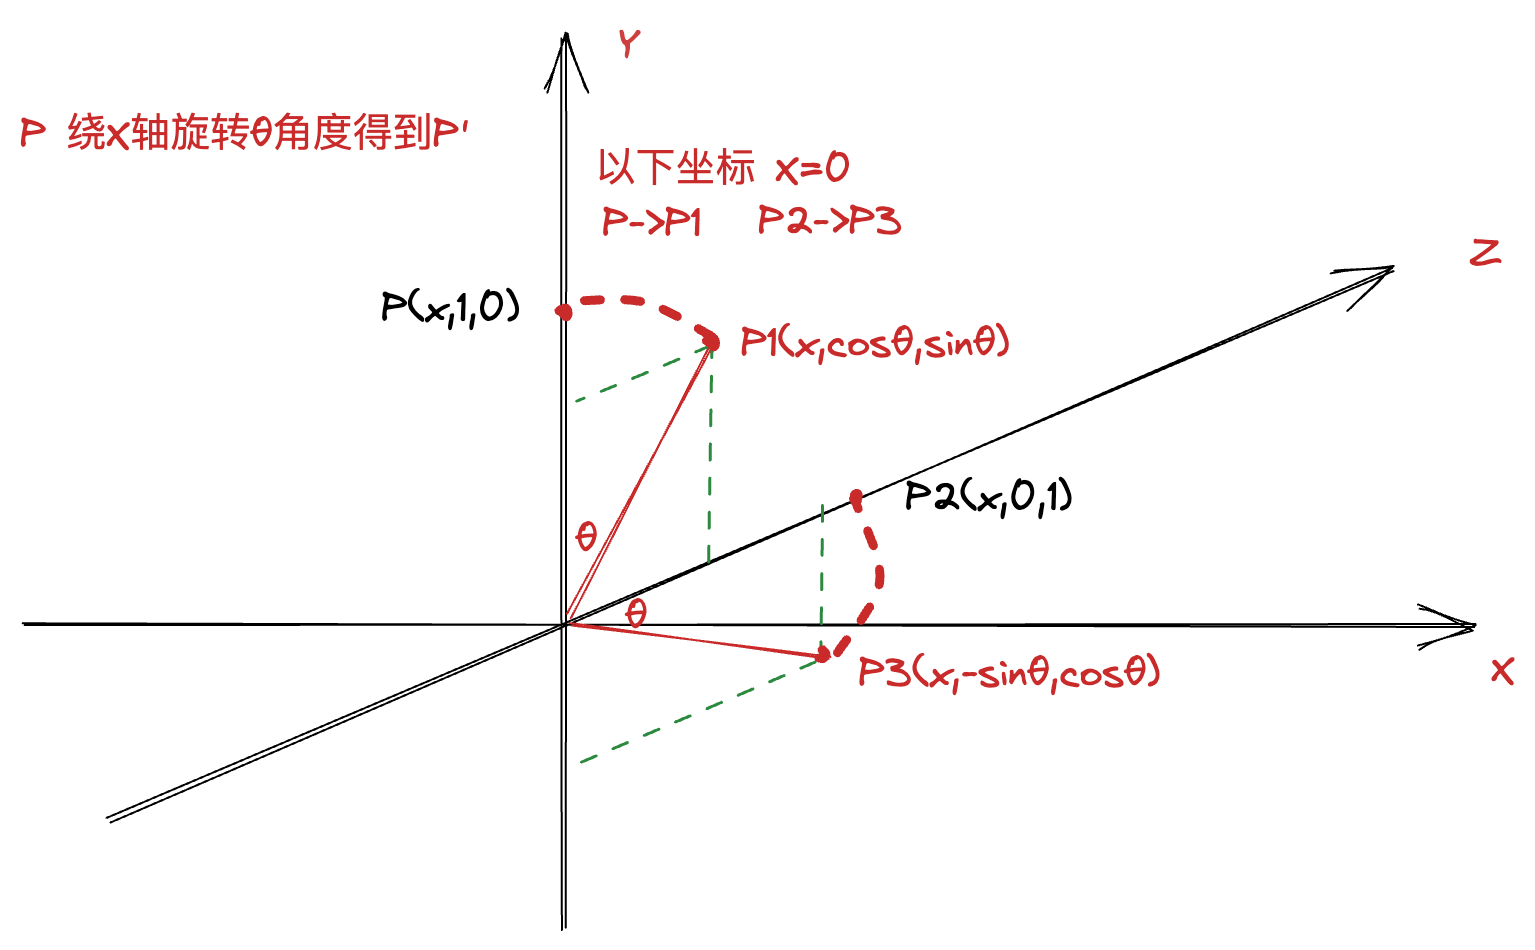 Y
P 绕X轴旋转θ角度得到P'
以下坐标 x=0
P->P1 P2->P3
Z
P(x,1,0)
P1(x,cosθ,sinθ)
P2(x,0,1)
θ
θ
P3(x,-sinθ,cosθ)
X